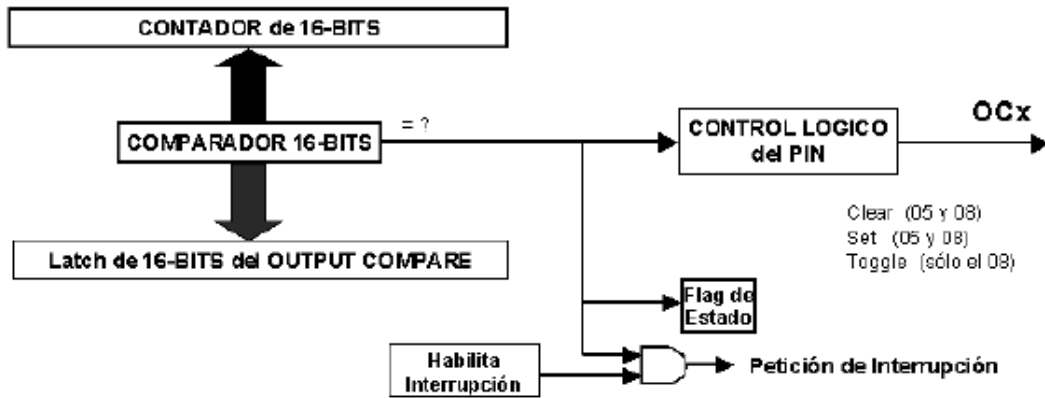 CONTADOR de 16-BITS
COMPARADOR 16-BITS
= ?
CONTROL LOGICO
del PIN
OCx
Clear (05 y 08)
Set (05 y 08)
Toggle (sólo el 08)
Latch de 16-BITS del OUTPUT COMPARE
Flag de
Estado
Habilita
Interrupción
Petición de Interrupción